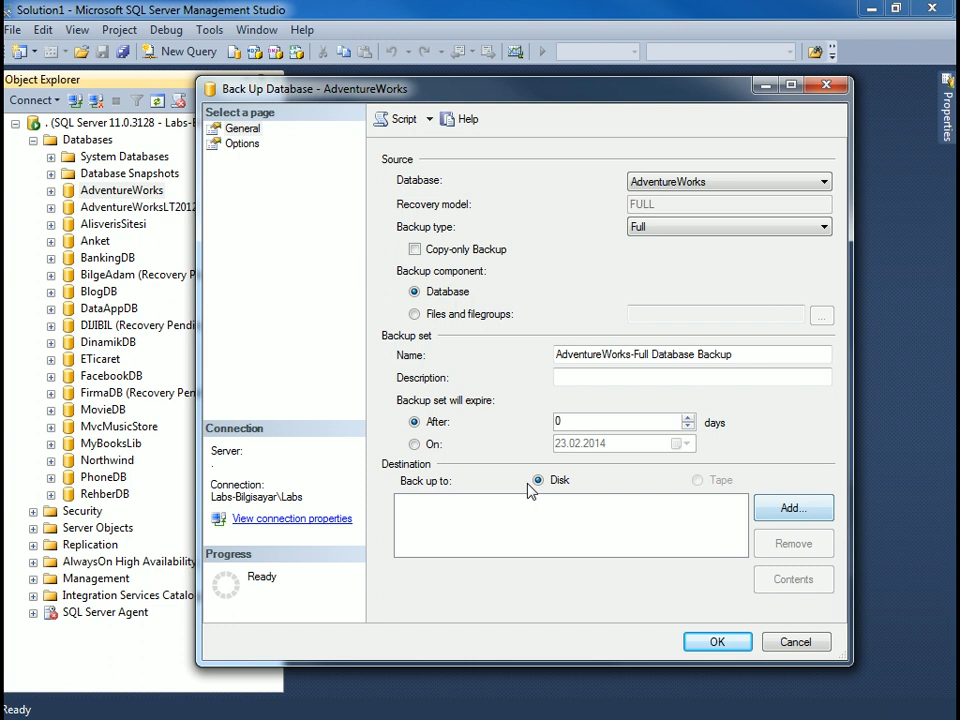 Solution1 - Microsoft SQL Server Management Studio
File Edit View Project Debug Tools Window Help
New Query
Object Explorer
Connect
. (SQL Server 11.0.3128 - Labs-B
Databases
System Databases
Database Snapshots
AdventureWorks
AdventureWorksLT2012
AlisverisSitesi
Anket
BankingDB
BilgeAdam (Recovery P
BlogDB
DataAppDB
DIJIBIL (Recovery Pendi
DinamikDB
ETicaret
FacebookDB
FirmaDB (Recovery Pen
MovieDB
MvcMusicStore
MyBooksLib
Northwind
PhoneDB
RehberDB
Security
Server Objects
Replication
AlwaysOn High Availability
Management
Integration Services Catalo
SQL Server Agent
Back Up Database - AdventureWorks
Select a page
General
Options
Connection
Server:
.
Connection:
Labs-Bilgisayar\Labs
View connection properties
Progress
Ready
Script Help
Source
Database: AdventureWorks
Recovery model: FULL
Backup type: Full
Copy-only Backup
Backup component:
Database
Files and filegroups: ...
Backup set
Name: AdventureWorks-Full Database Backup
Description:
Backup set will expire:
After: 0 days
On: 23.02.2014
Destination
Back up to: Disk Tape
Add...
Remove
Contents
OK Cancel
Properties
Ready